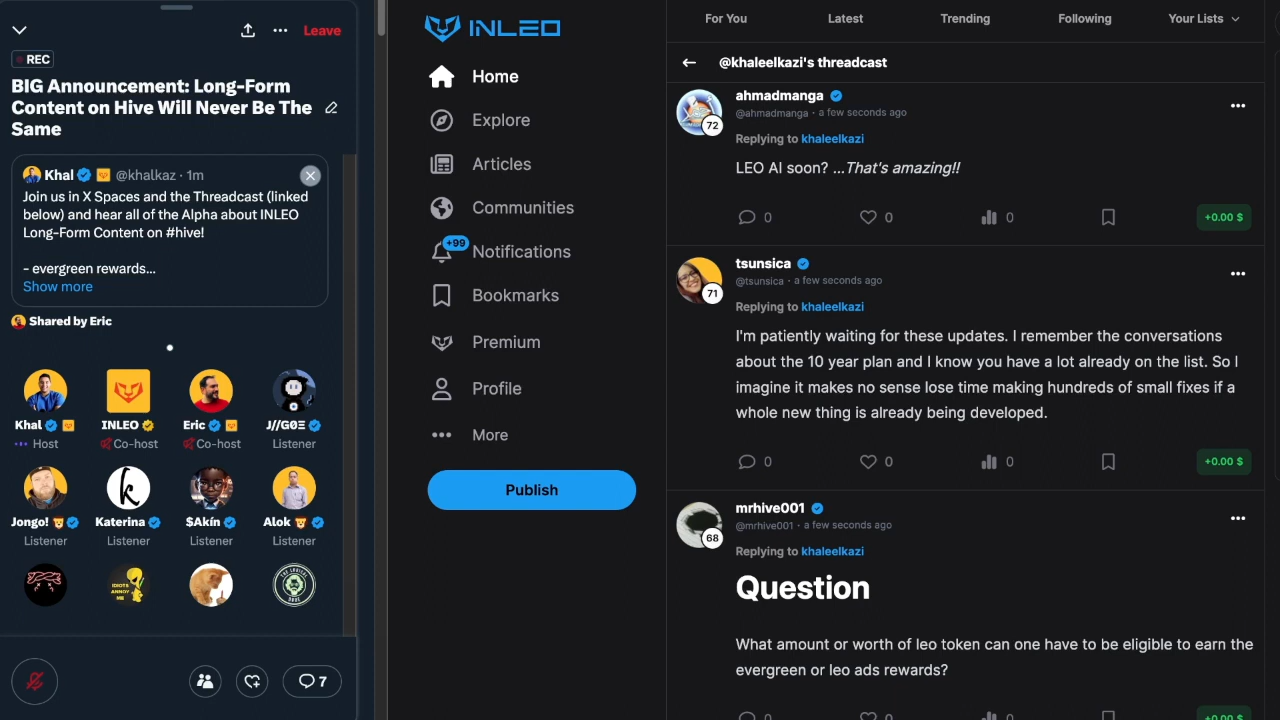 Leave
REC
BIG Announcement: Long-Form
Content on Hive Will Never Be The
Same
Khal @khalkaz · 1m
Join us in X Spaces and the Threadcast (linked
below) and hear all of the Alpha about INLEO
Long-Form Content on #hive!
- evergreen rewards...
Show more
Shared by Eric
Khal
INLEO
Eric
J//GΘΞ
Host
Co-host
Co-host
Listener
Jongo!
Katerina
$Akín
Alok
Listener
Listener
Listener
Listener
IDIOTS
ANNOY
ME
7
INLEO
Home
Explore
Articles
Communities
+99
Notifications
Bookmarks
Premium
Profile
More
Publish
For You
Latest
Trending
Following
Your Lists
@khaleelkazi's threadcast
ahmadmanga
@ahmadmanga · a few seconds ago
72
Replying to khaleelkazi
LEO AI soon? ...That's amazing!!
0
0
0
+0.00 $
tsunsica
@tsunsica · a few seconds ago
71
Replying to khaleelkazi
I'm patiently waiting for these updates. I remember the conversations
about the 10 year plan and I know you have a lot already on the list. So I
imagine it makes no sense lose time making hundreds of small fixes if a
whole new thing is already being developed.
0
0
0
+0.00 $
mrhive001
@mrhive001 · a few seconds ago
68
Replying to khaleelkazi
Question
What amount or worth of leo token can one have to be eligible to earn the
evergreen or leo ads rewards?
0
0
0
+0.00 $